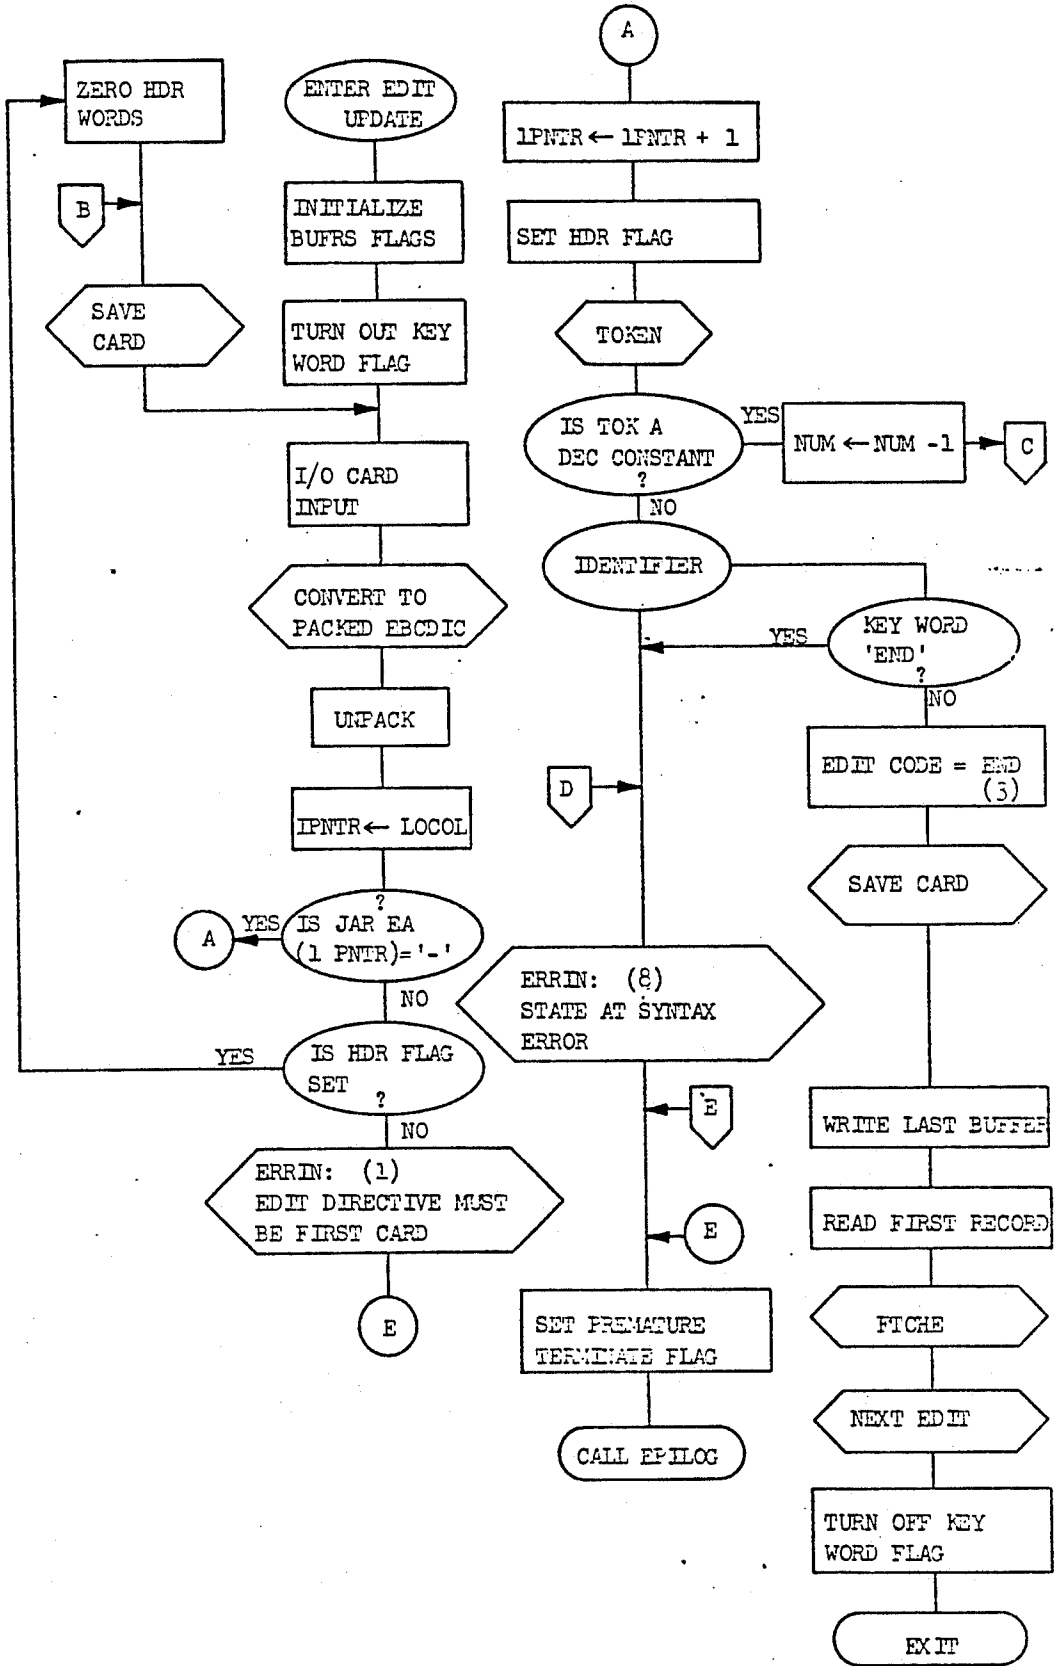 ZERO HDR
WORDS
B
SAVE
CARD
ENTER EDIT
UPDATE
INITIALIZE
BUFRS FLAGS
TURN OUT KEY
WORD FLAG
I/O CARD
INPUT
CONVERT TO
PACKED EBCDIC
UNPACK
IPNTR ← LOCOL
?
IS JAR EA
(1 PNTR)='-'
YES
A
NO
IS HDR FLAG
SET
?
YES
NO
ERRIN: (1)
EDIT DIRECTIVE MUST
BE FIRST CARD
E
A
1PNTR ← 1PNTR + 1
SET HDR FLAG
TOKEN
IS TOK A
DEC CONSTANT
?
YES
NUM ← NUM -1
C
NO
IDENTIFIER
KEY WORD
'END'
?
YES
NO
D
EDIT CODE = END
(3)
SAVE CARD
ERRIN: (8)
STATE AT SYNTAX
ERROR
E
E
SET PREMATURE
TERMINATE FLAG
CALL EPILOG
WRITE LAST BUFFER
READ FIRST RECORD
FTCHE
NEXT EDIT
TURN OFF KEY
WORD FLAG
EXIT